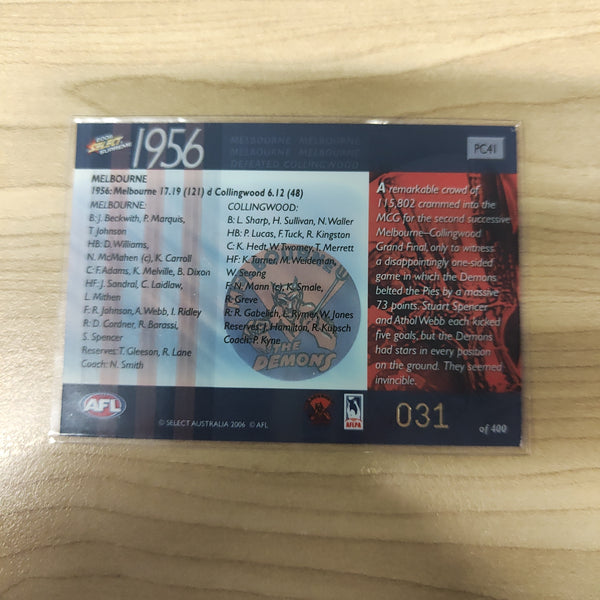 2006
SELECT
SUPREME
1956
MELBOURNE MELBOURNE
MELBOURNE MELBOURNE
DEFEATED COLLINGWOOD
PC41
MELBOURNE
1956: Melbourne 17.19 (121) d Collingwood 6.12 (48)
MELBOURNE:
B: J. Beckwith, P. Marquis,
T. Johnson
HB: D. Williams,
N. McMahen (c), K. Carroll
C: F. Adams, K. Melville, B. Dixon
HF: J. Sandral, C. Laidlaw,
L. Mithen
F: R. Johnson, A. Webb, I. Ridley
R: D. Cordner, R. Barassi,
S. Spencer
Reserves: T. Gleeson, R. Lane
Coach: N. Smith
COLLINGWOOD:
B: L. Sharp, H. Sullivan, N. Waller
HB: P. Lucas, F. Tuck, R. Kingston
C: K. Hedt, W. Twomey, T. Merrett
HF: K. Turner, M. Weideman,
W. Serong
F: N. Mann (c), K. Smale,
R. Greve
R: R. Gabelich, L. Rymer, W. Jones
Reserves: J. Hamilton, R. Kupsch
Coach: P. Kyne
THE
DEMONS
A remarkable crowd of
115,802 crammed into the
MCG for the second successive
Melbourne–Collingwood
Grand Final, only to witness
a disappointingly one-sided
game in which the Demons
belted the Pies by a massive
73 points. Stuart Spencer
and Athol Webb each kicked
five goals, but the Demons
had stars in every position
on the ground. They seemed
invincible.
AFL
© SELECT AUSTRALIA 2006 © AFL
AFLPA
031
of 400